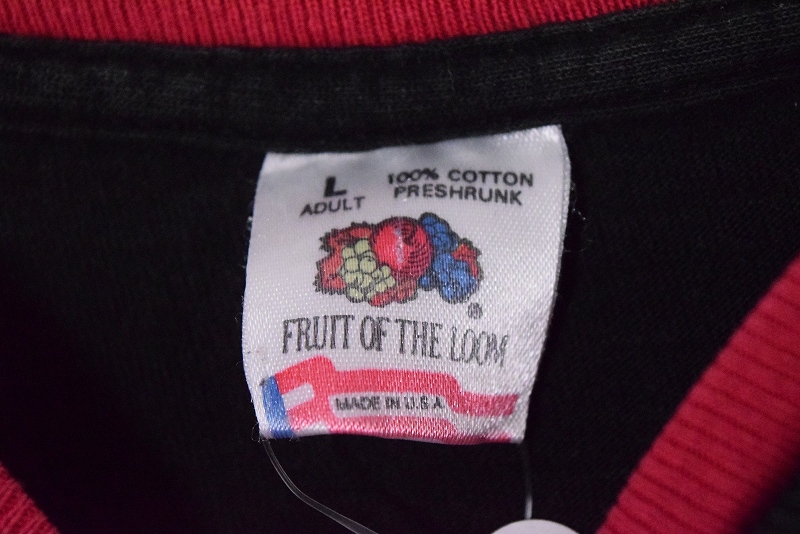 L
ADULT
100% COTTON
PRESHRUNK
®
FRUIT OF THE LOOM
MADE IN U.S.A